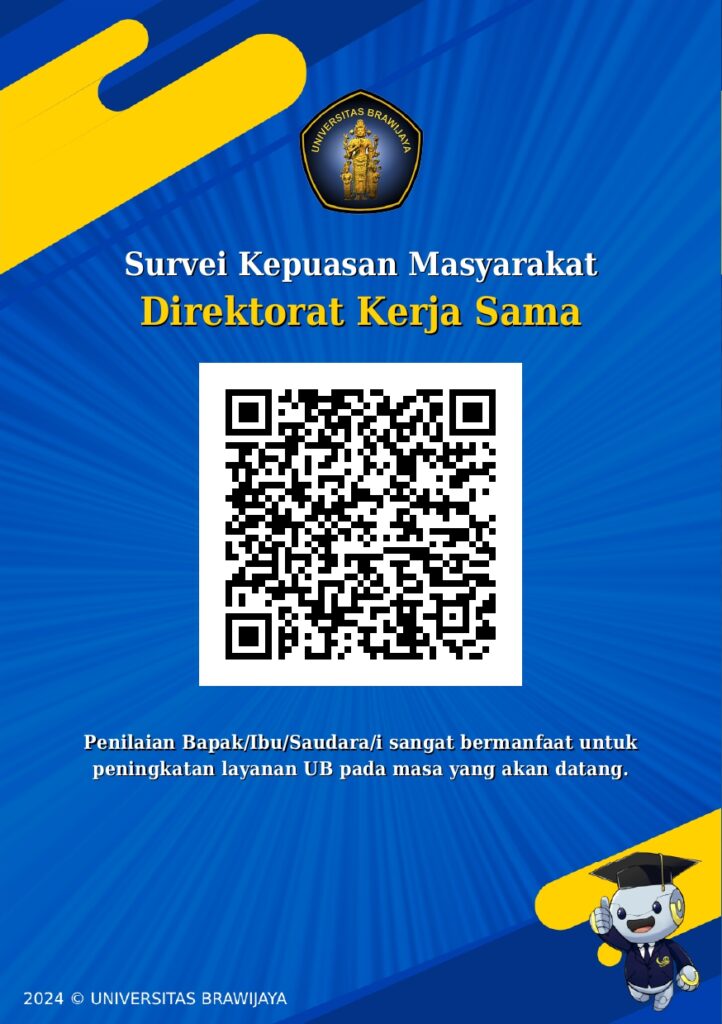 UNIVERSITAS BRAWIJAYA
Survei Kepuasan Masyarakat
Direktorat Kerja Sama
Penilaian Bapak/Ibu/Saudara/i sangat bermanfaat untuk
peningkatan layanan UB pada masa yang akan datang.
2024 © UNIVERSITAS BRAWIJAYA